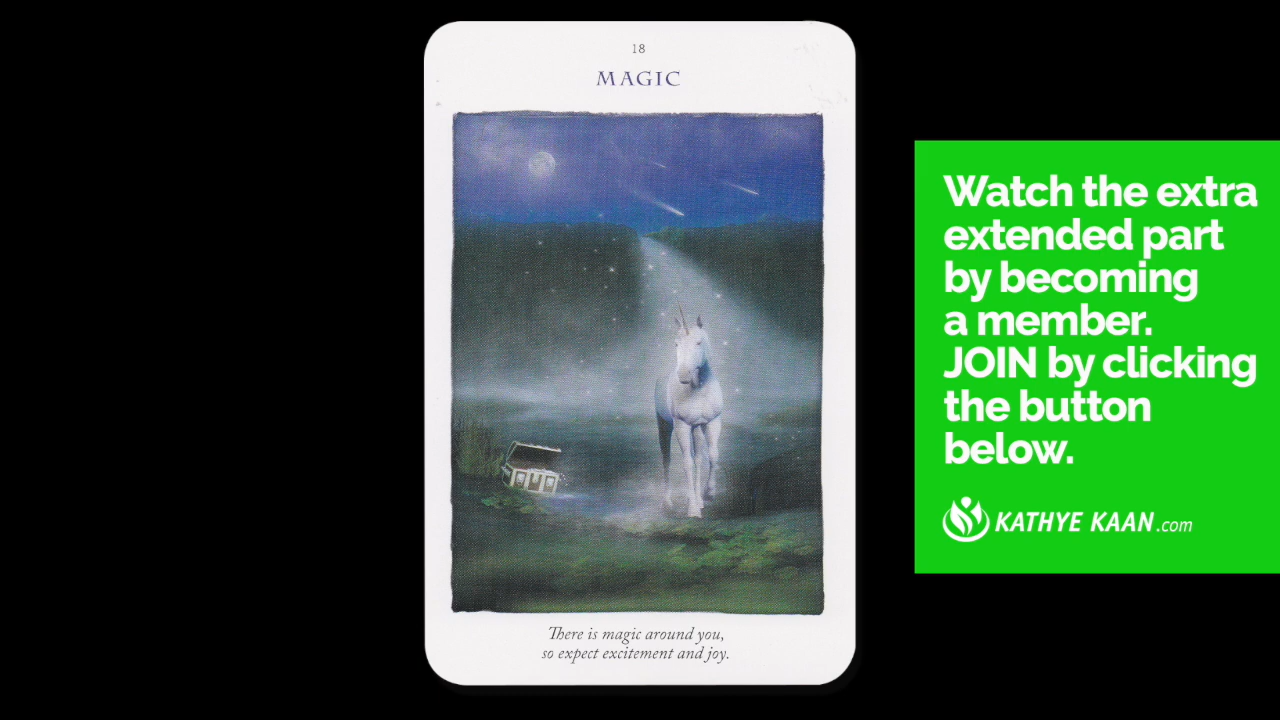 18
MAGIC
There is magic around you,
so expect excitement and joy.
Watch the extra
extended part
by becoming
a member.
JOIN by clicking
the button
below.
KATHYE KAAN.com